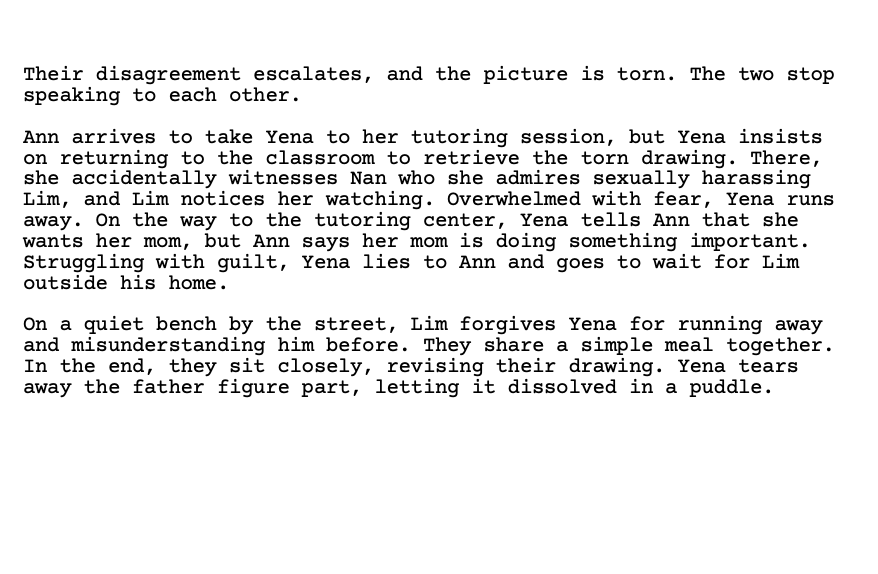 Their disagreement escalates, and the picture is torn. The two stop
speaking to each other.
Ann arrives to take Yena to her tutoring session, but Yena insists
on returning to the classroom to retrieve the torn drawing. There,
she accidentally witnesses Nan who she admires sexually harassing
Lim, and Lim notices her watching. Overwhelmed with fear, Yena runs
away. On the way to the tutoring center, Yena tells Ann that she
wants her mom, but Ann says her mom is doing something important.
Struggling with guilt, Yena lies to Ann and goes to wait for Lim
outside his home.
On a quiet bench by the street, Lim forgives Yena for running away
and misunderstanding him before. They share a simple meal together.
In the end, they sit closely, revising their drawing. Yena tears
away the father figure part, letting it dissolved in a puddle.